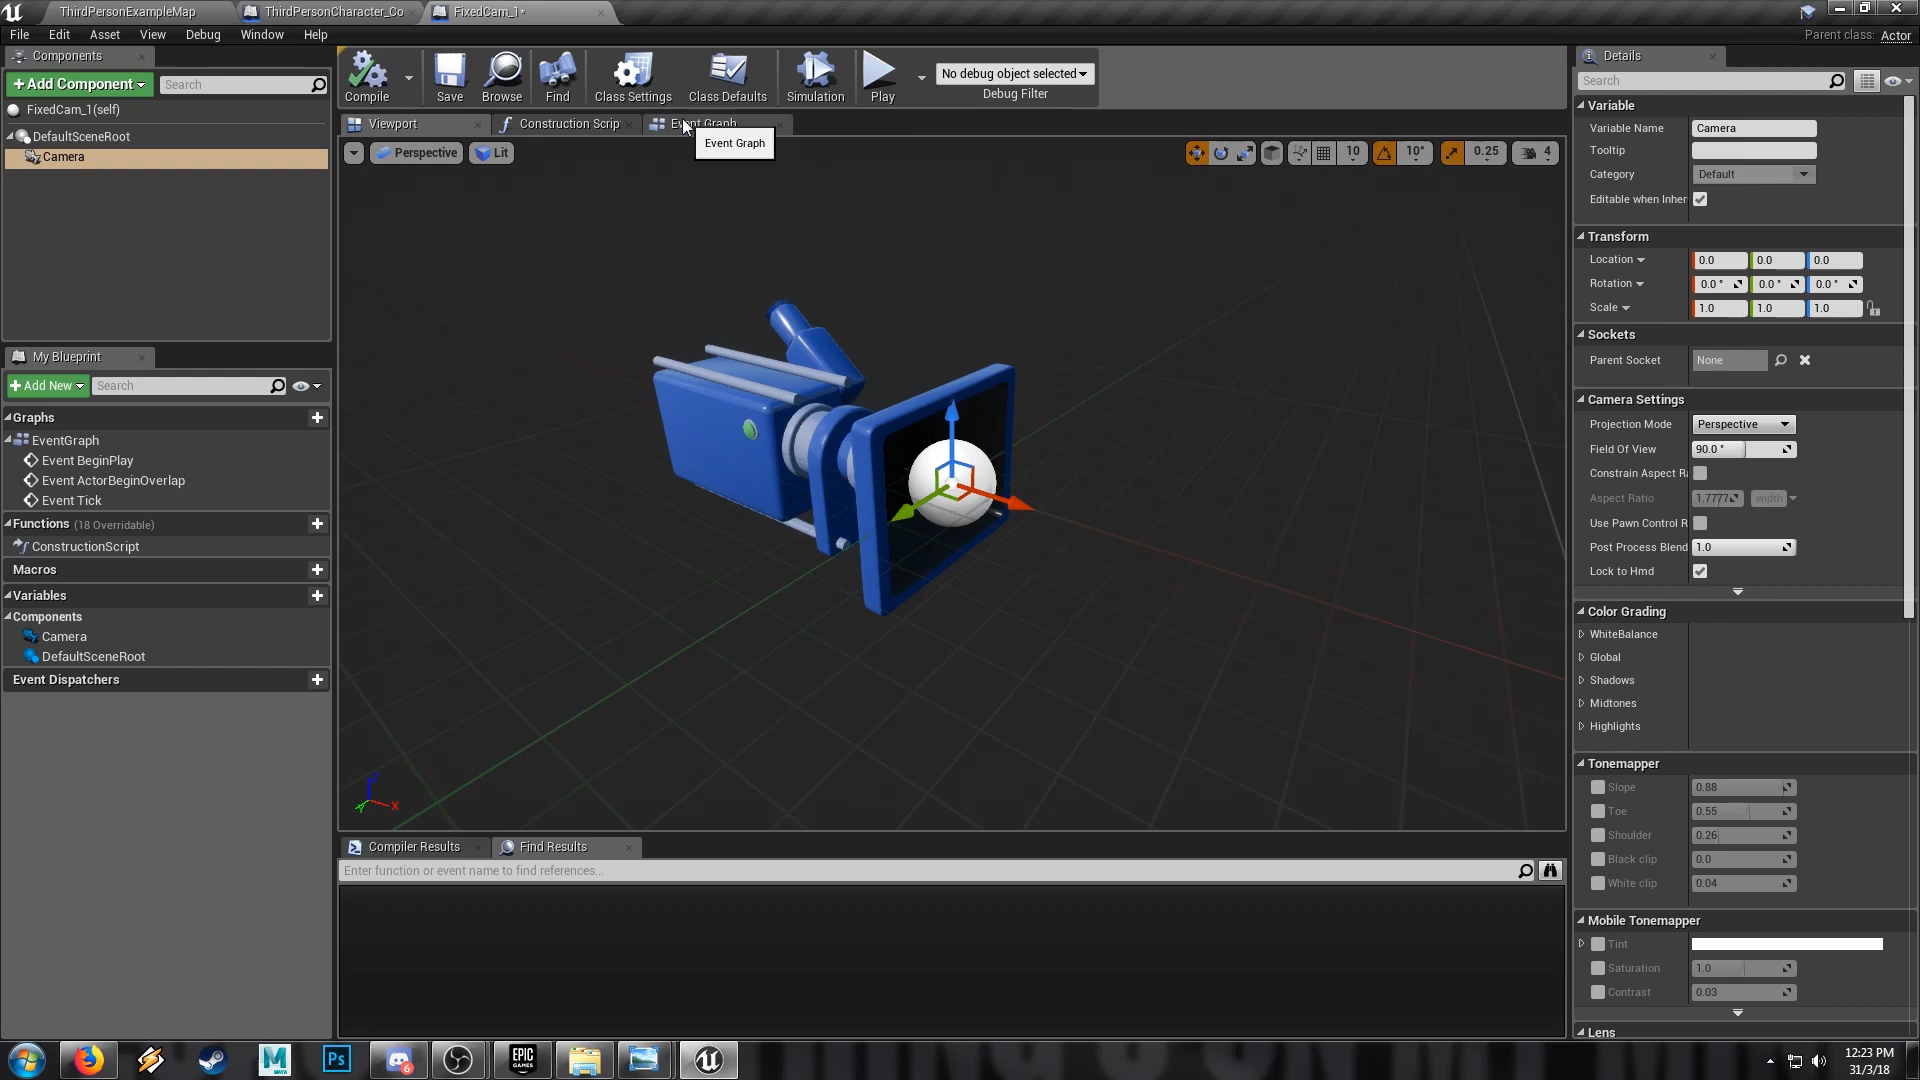 ThirdPersonExampleMap
ThirdPersonCharacter_Co
FixedCam_1*
File Edit Asset View Debug Window Help
Parent class: Actor
Components
+Add Component
Search
FixedCam_1(self)
DefaultSceneRoot
Camera
Compile
Save
Browse
Find
Class Settings
Class Defaults
Simulation
Play
No debug object selected
Debug Filter
Viewport
Construction Scrip
Event Graph
Event Graph
Perspective
Lit
10
10°
0.25
4
My Blueprint
+Add New
Search
Graphs
EventGraph
Event BeginPlay
Event ActorBeginOverlap
Event Tick
Functions (18 Overridable)
ConstructionScript
Macros
Variables
Components
Camera
DefaultSceneRoot
Event Dispatchers
X
Compiler Results
Find Results
Enter function or event name to find references...
Details
Search
Variable
Variable Name Camera
Tooltip
Category Default
Editable when Inher
Transform
Location 0.0 0.0 0.0
Rotation 0.0 ° 0.0 ° 0.0 °
Scale 1.0 1.0 1.0
Sockets
Parent Socket None
Camera Settings
Projection Mode Perspective
Field Of View 90.0 °
Constrain Aspect R
Aspect Ratio 1.7777 width
Use Pawn Control R
Post Process Blend 1.0
Lock to Hmd
Color Grading
WhiteBalance
Global
Shadows
Midtones
Highlights
Tonemapper
Slope 0.88
Toe 0.55
Shoulder 0.26
Black clip 0.0
White clip 0.04
Mobile Tonemapper
Tint
Saturation 1.0
Contrast 0.03
Lens
MAYA
Ps
6
EPIC GAMES
12:23 PM
31/3/18